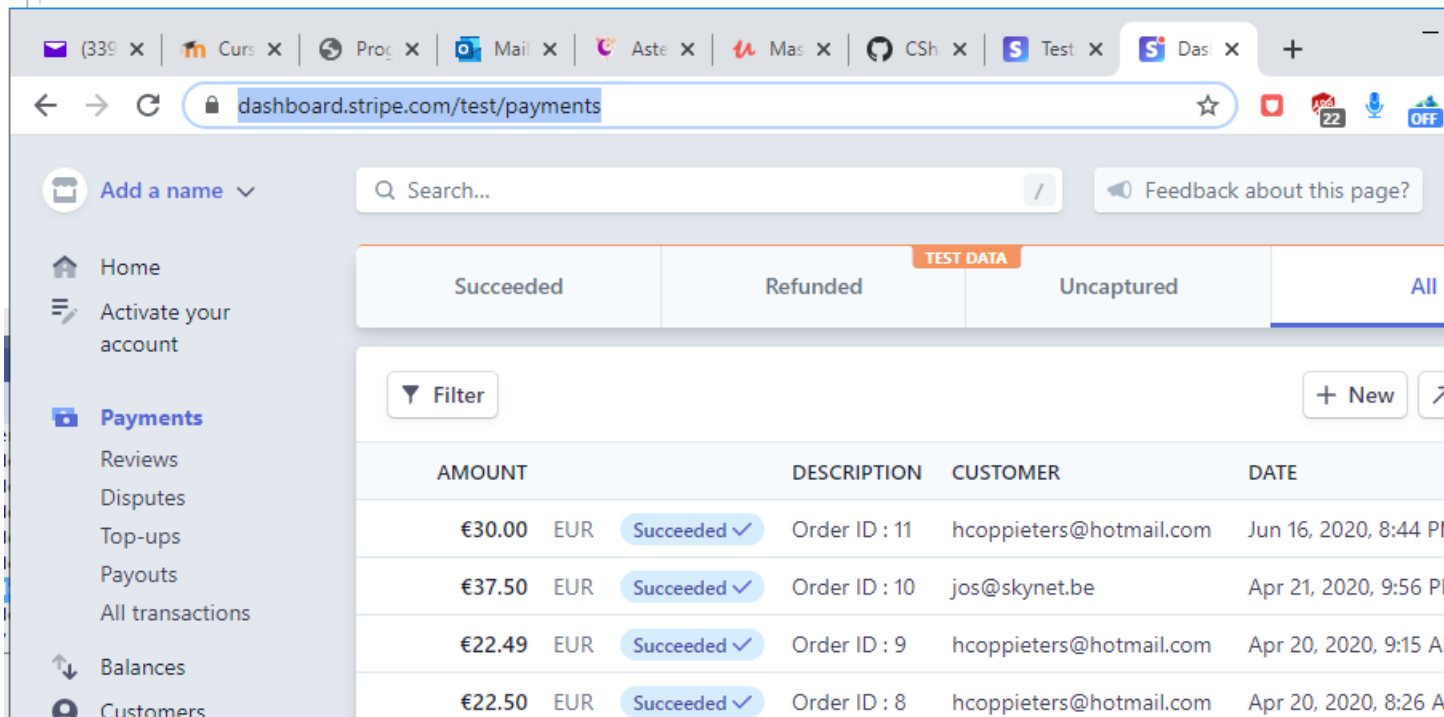 (339 Curs Prog Mail Aste Mas CSh Test Das
dashboard.stripe.com/test/payments
22 OFF
Add a name Search... / Feedback about this page?
Home
Activate your
account
TEST DATA
Succeeded Refunded Uncaptured All
Filter + New
Payments
Reviews
Disputes
Top-ups
Payouts
All transactions
Balances
Customers
AMOUNT DESCRIPTION CUSTOMER DATE
€30.00 EUR Succeeded Order ID : 11 hcoppieters@hotmail.com Jun 16, 2020, 8:44 P
€37.50 EUR Succeeded Order ID : 10 jos@skynet.be Apr 21, 2020, 9:56 P
€22.49 EUR Succeeded Order ID : 9 hcoppieters@hotmail.com Apr 20, 2020, 9:15 A
€22.50 EUR Succeeded Order ID : 8 hcoppieters@hotmail.com Apr 20, 2020, 8:26 A